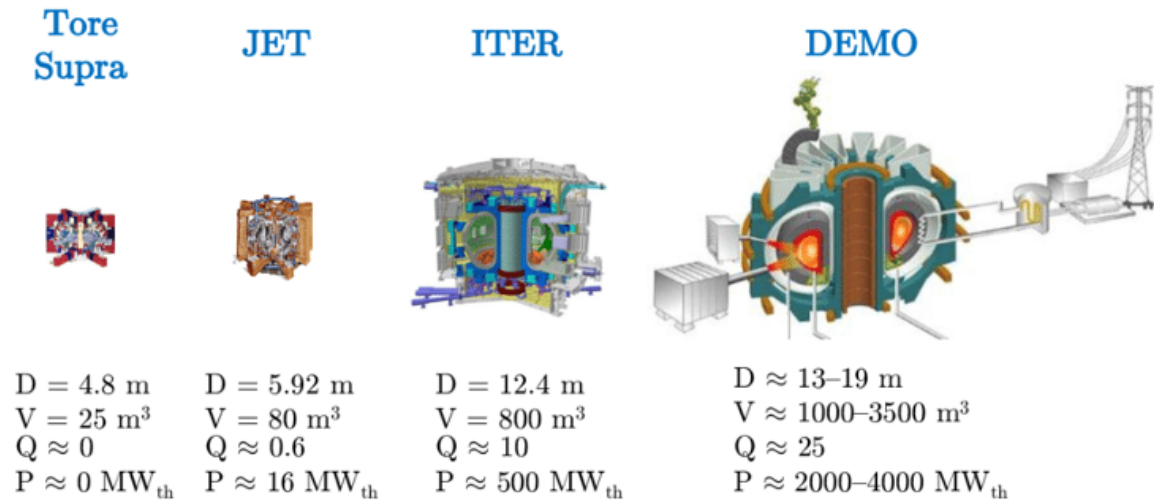 Tore
Supra
JET
ITER
DEMO
D = 4.8 m
V = 25 m³
Q ≈ 0
P ≈ 0 MWₜₕ
D = 5.92 m
V = 80 m³
Q ≈ 0.6
P ≈ 16 MWₜₕ
D = 12.4 m
V = 800 m³
Q ≈ 10
P ≈ 500 MWₜₕ
D ≈ 13–19 m
V ≈ 1000–3500 m³
Q ≈ 25
P ≈ 2000–4000 MWₜₕ